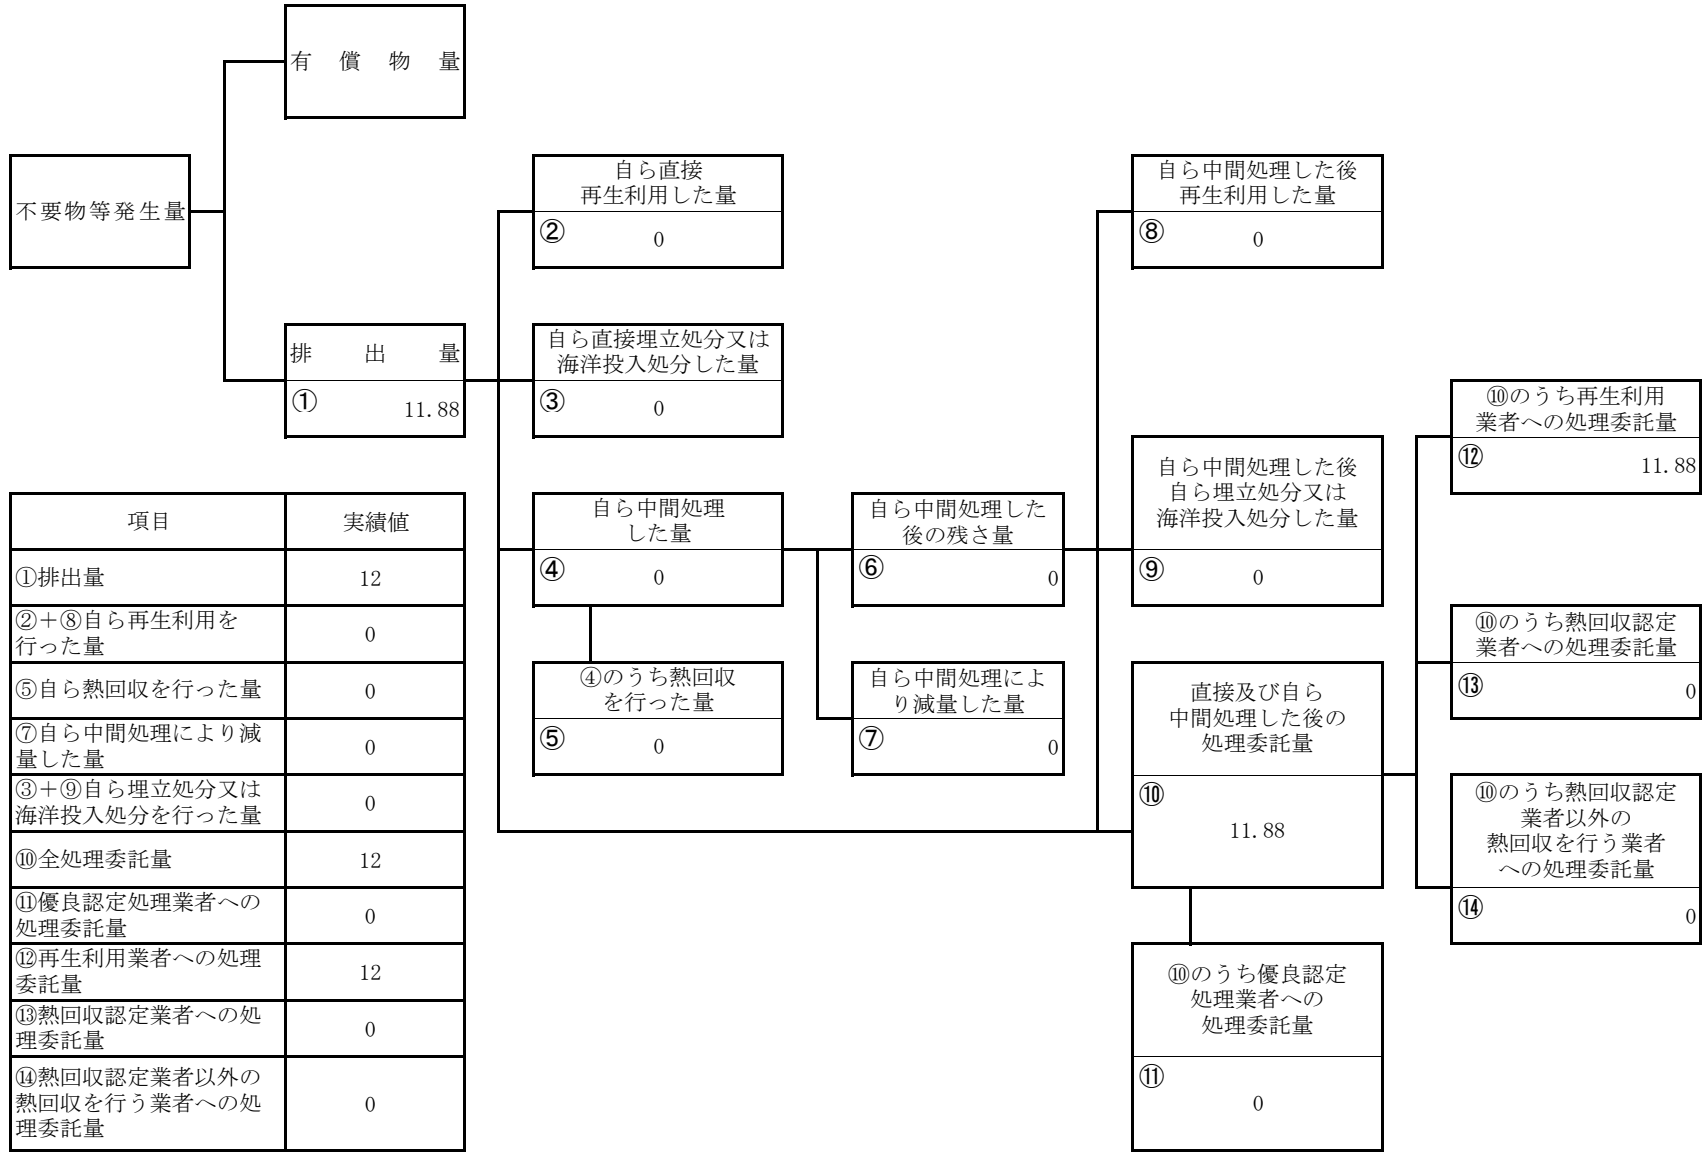 有償物量
不要物等発生量
排出量
① 11.88
自ら直接
再生利用した量
② 0
自ら直接埋立処分又は
海洋投入処分した量
③ 0
自ら中間処理
した量
④ 0
④のうち熱回収
を行った量
⑤ 0
自ら中間処理した
後の残さ量
⑥ 0
自ら中間処理によ
り減量した量
⑦ 0
自ら中間処理した後
再生利用した量
⑧ 0
自ら中間処理した後
自ら埋立処分又は
海洋投入処分した量
⑨ 0
直接及び自ら
中間処理した後の
処理委託量
⑩
11.88
⑩のうち優良認定
処理業者への
処理委託量
⑪
0
⑩のうち再生利用
業者への処理委託量
⑫ 11.88
⑩のうち熱回収認定
業者への処理委託量
⑬ 0
⑩のうち熱回収認定
業者以外の
熱回収を行う業者
への処理委託量
⑭ 0
項目 実績値
①排出量 12
②+⑧自ら再生利用を
行った量 0
⑤自ら熱回収を行った量 0
⑦自ら中間処理により減
量した量 0
③+⑨自ら埋立処分又は
海洋投入処分を行った量 0
⑩全処理委託量 12
⑪優良認定処理業者への
処理委託量 0
⑫再生利用業者への処理
委託量 12
⑬熱回収認定業者への処
理委託量 0
⑭熱回収認定業者以外の
熱回収を行う業者への処
理委託量 0